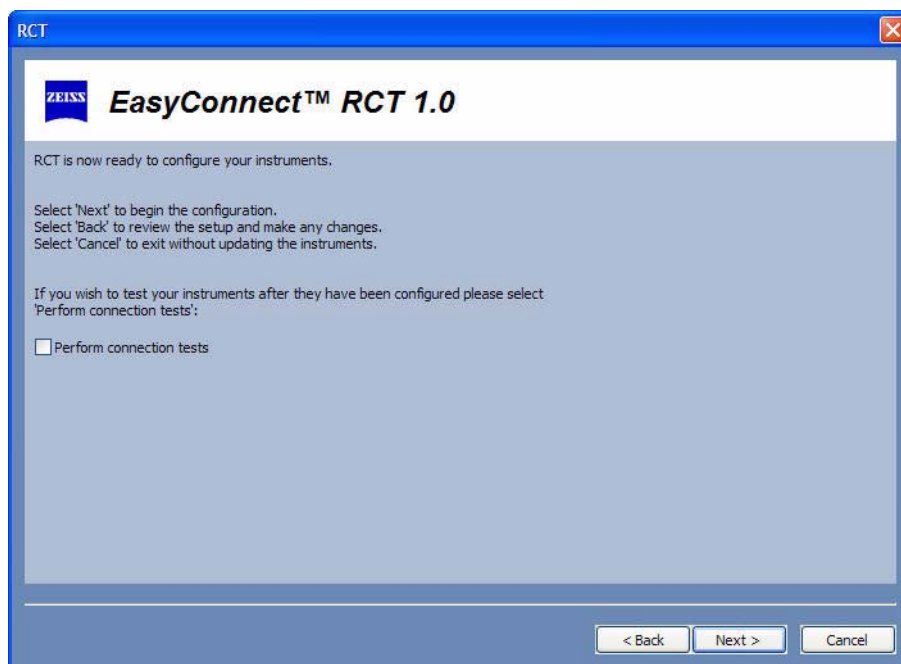 RCT
ZEISS
EasyConnect™ RCT 1.0
RCT is now ready to configure your instruments.
Select 'Next' to begin the configuration.
Select 'Back' to review the setup and make any changes.
Select 'Cancel' to exit without updating the instruments.
If you wish to test your instruments after they have been configured please select
'Perform connection tests':
Perform connection tests
< Back
Next >
Cancel